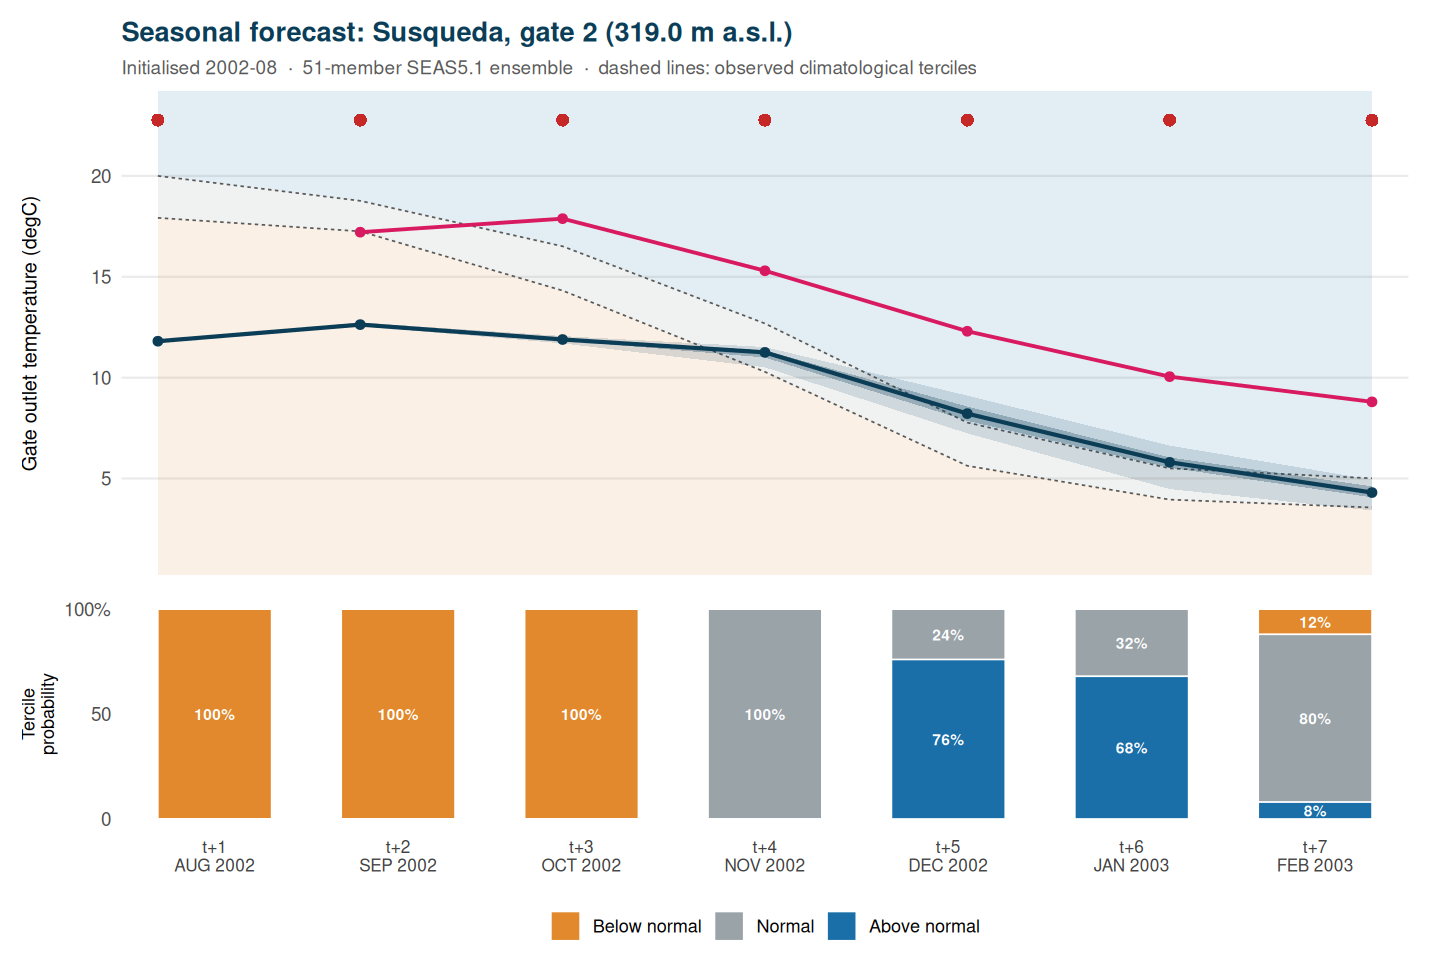 Seasonal forecast: Susqueda, gate 2 (319.0 m a.s.l.)
Initialised 2002-08 · 51-member SEAS5.1 ensemble · dashed lines: observed climatological terciles
Gate outlet temperature (degC)
20
15
10
5
Tercile
probability
100%
50
0
100%
100%
100%
100%
24%
76%
32%
68%
12%
80%
8%
t+1
AUG 2002
t+2
SEP 2002
t+3
OCT 2002
t+4
NOV 2002
t+5
DEC 2002
t+6
JAN 2003
t+7
FEB 2003
Below normal
Normal
Above normal